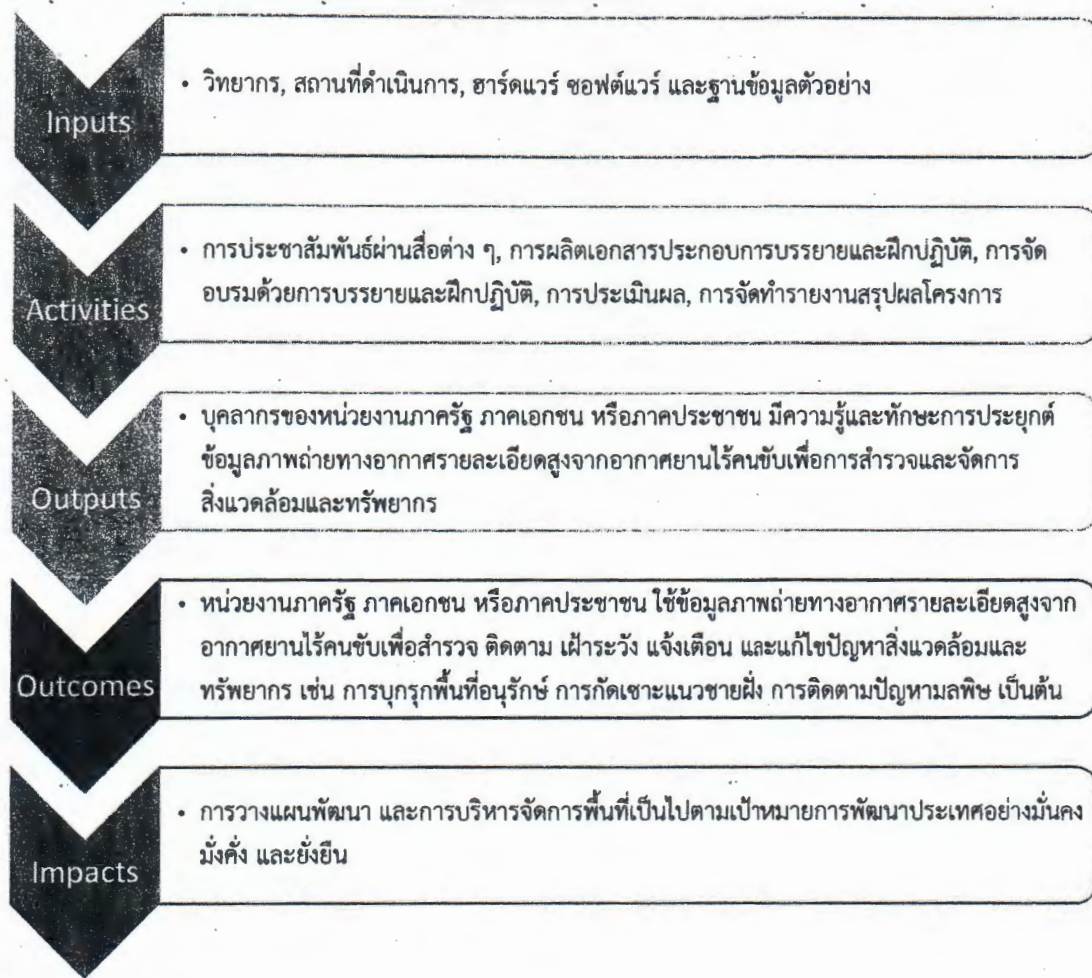 Inputs
• วิทยากร, สถานที่ดำเนินการ, ฮาร์ดแวร์ ซอฟต์แวร์ และฐานข้อมูลตัวอย่าง
Activities
• การประชาสัมพันธ์ผ่านสื่อต่าง ๆ, การผลิตเอกสารประกอบการบรรยายและฝึกปฏิบัติ, การจัด
อบรมด้วยการบรรยายและฝึกปฏิบัติ, การประเมินผล, การจัดทำรายงานสรุปผลโครงการ
Outputs
• บุคลากรของหน่วยงานภาครัฐ ภาคเอกชน หรือภาคประชาชน มีความรู้และทักษะการประยุกต์
ข้อมูลภาพถ่ายทางอากาศรายละเอียดสูงจากอากาศยานไร้คนขับเพื่อการสำรวจและจัดการ
สิ่งแวดล้อมและทรัพยากร
Outcomes
• หน่วยงานภาครัฐ ภาคเอกชน หรือภาคประชาชน ใช้ข้อมูลภาพถ่ายทางอากาศรายละเอียดสูงจาก
อากาศยานไร้คนขับเพื่อสำรวจ ติดตาม เฝ้าระวัง แจ้งเตือน และแก้ไขปัญหาสิ่งแวดล้อมและ
ทรัพยากร เช่น การบุกรุกพื้นที่อนุรักษ์ การกัดเซาะแนวชายฝั่ง การติดตามปัญหามลพิษ เป็นต้น
Impacts
• การวางแผนพัฒนา และการบริหารจัดการพื้นที่เป็นไปตามเป้าหมายการพัฒนาประเทศอย่างมั่นคง
มั่งคั่ง และยั่งยืน